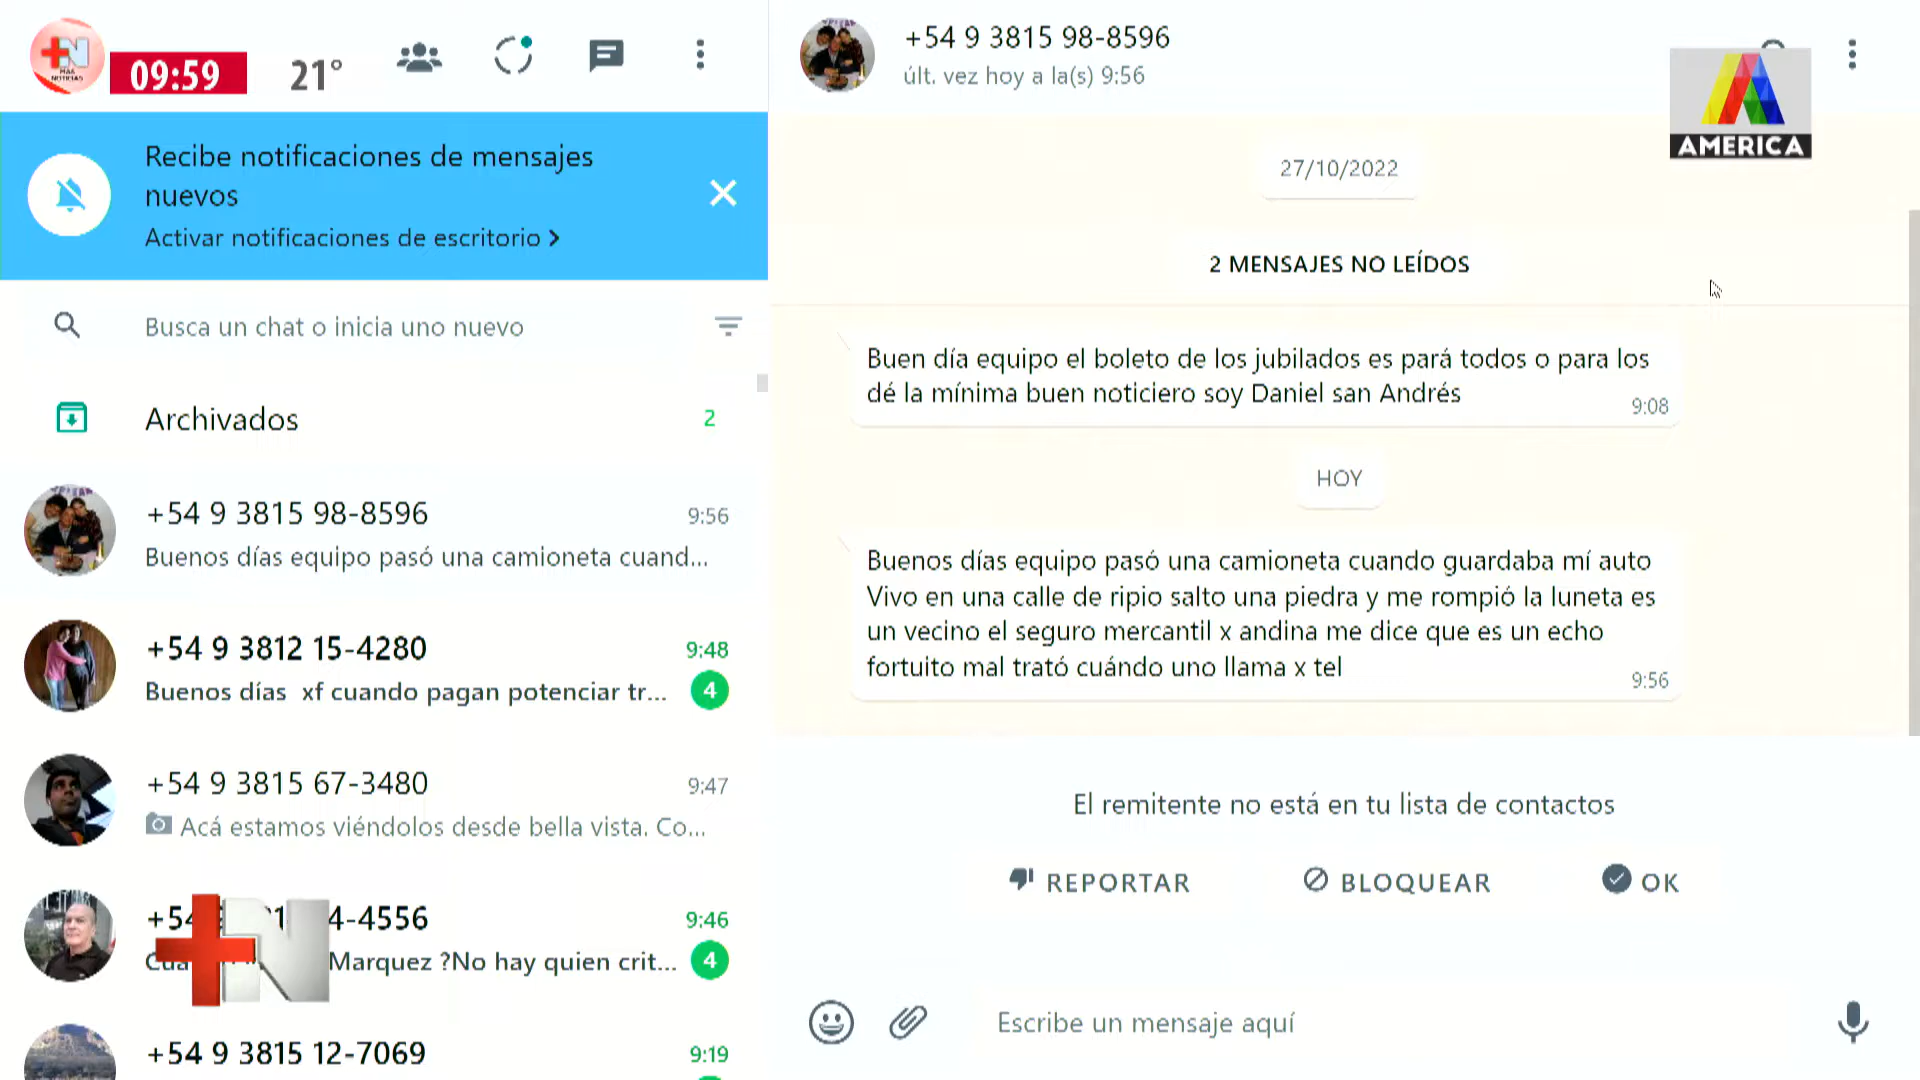 +N
MÁS
NOTICIAS
09:59
21°
Recibe notificaciones de mensajes
nuevos
Activar notificaciones de escritorio
Busca un chat o inicia uno nuevo
Archivados
2
+54 9 3815 98-8596
9:56
Buenos días equipo pasó una camioneta cuand...
+54 9 3812 15-4280
9:48
Buenos días xf cuando pagan potenciar tr...
4
+54 9 3815 67-3480
9:47
Acá estamos viéndolos desde bella vista. Co...
4-4556
9:46
Marquez ?No hay quien crit...
4
+N
+54 9 3815 12-7069
9:19
+54 9 3815 98-8596
últ. vez hoy a la(s) 9:56
AMERICA
27/10/2022
2 MENSAJES NO LEÍDOS
Buen día equipo el boleto de los jubilados es pará todos o para los
dé la mínima buen noticiero soy Daniel san Andrés
9:08
HOY
Buenos días equipo pasó una camioneta cuando guardaba mí auto
Vivo en una calle de ripio salto una piedra y me rompió la luneta es
un vecino el seguro mercantil x andina me dice que es un echo
fortuito mal trató cuándo uno llama x tel
9:56
El remitente no está en tu lista de contactos
REPORTAR
BLOQUEAR
OK
Escribe un mensaje aquí